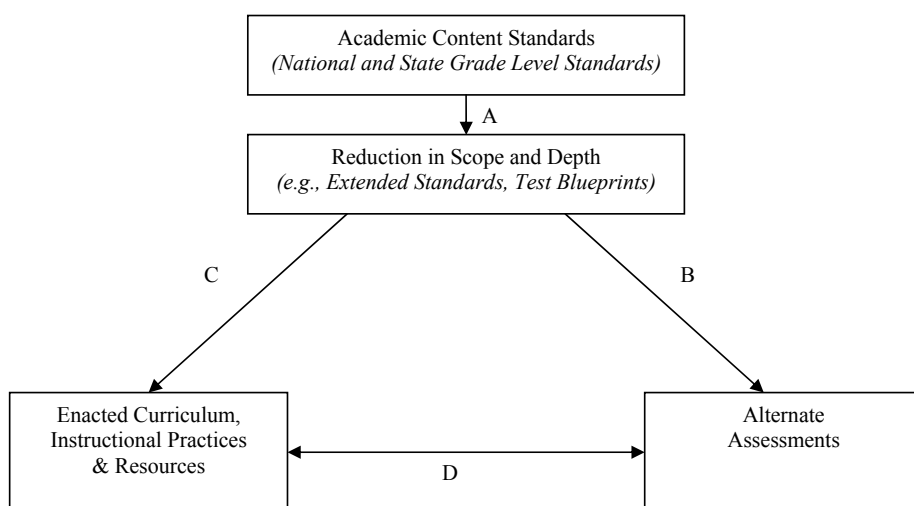 Academic Content Standards
(National and State Grade Level Standards)
A
Reduction in Scope and Depth
(e.g., Extended Standards, Test Blueprints)
C
B
Enacted Curriculum,
Instructional Practices
& Resources
Alternate
Assessments
D